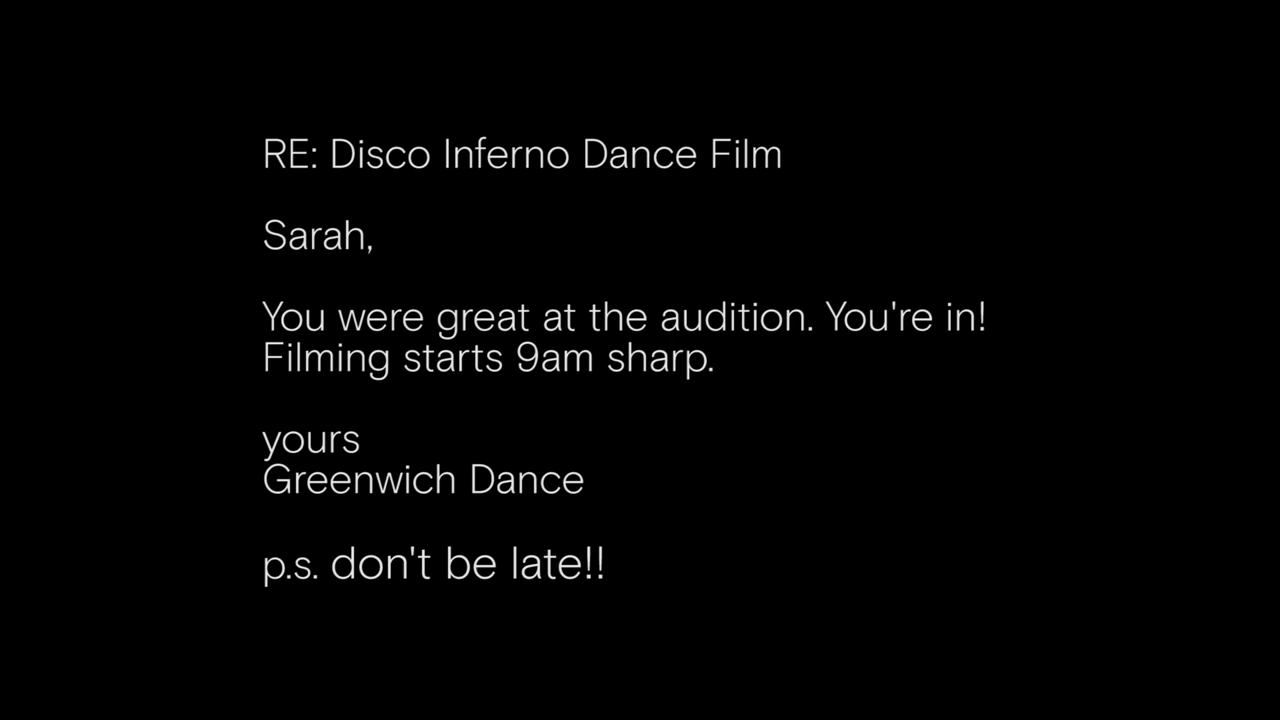 RE: Disco Inferno Dance Film
Sarah,
You were great at the audition. You're in!
Filming starts 9am sharp.
yours
Greenwich Dance
p.s. don't be late!!